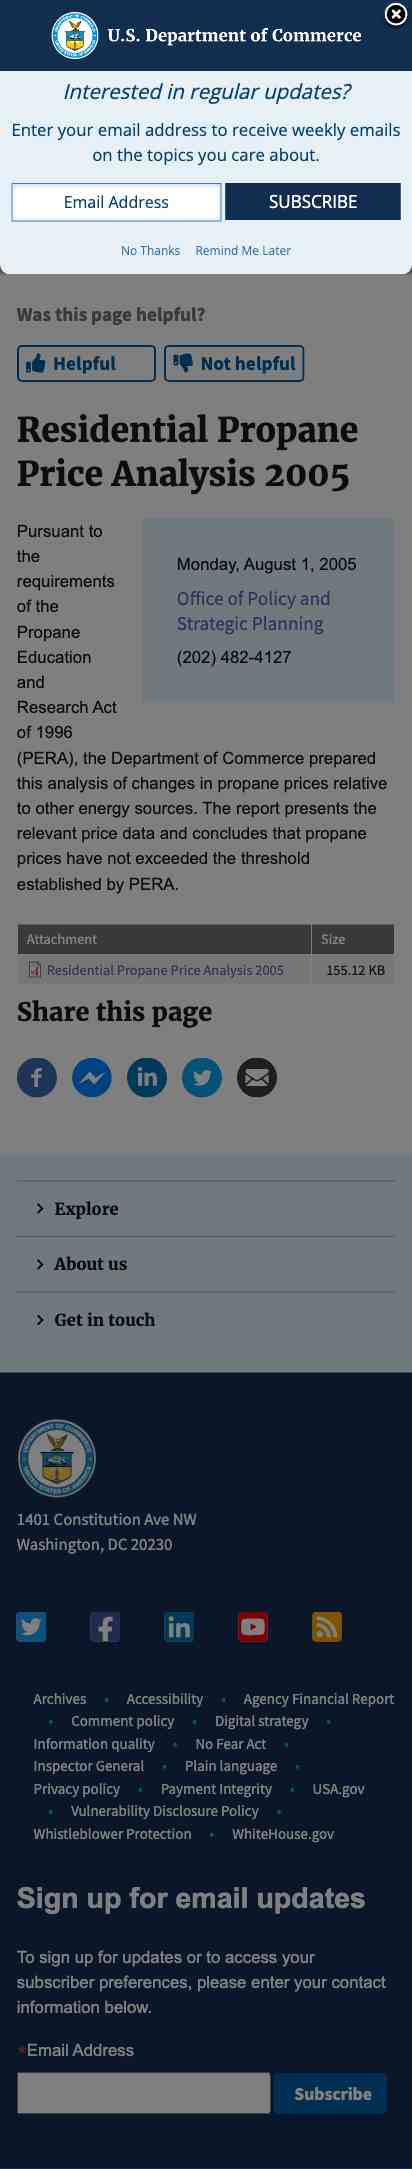 U.S. Department of Commerce
Interested in regular updates?
Enter your email address to receive weekly emails
on the topics you care about.
Email Address
SUBSCRIBE
No Thanks Remind Me Later
Was this page helpful?
Helpful
Not helpful
Residential Propane
Price Analysis 2005
Monday, August 1, 2005
Office of Policy and
Strategic Planning
(202) 482-4127
Pursuant to
the
requirements
of the
Propane
Education
and
Research Act
of 1996
(PERA), the Department of Commerce prepared
this analysis of changes in propane prices relative
to other energy sources. The report presents the
relevant price data and concludes that propane
prices have not exceeded the threshold
established by PERA.
Attachment Size
Residential Propane Price Analysis 2005 155.12 KB
Share this page
Explore
About us
Get in touch
1401 Constitution Ave NW
Washington, DC 20230
Archives • Accessibility • Agency Financial Report
• Comment policy • Digital strategy •
Information quality • No Fear Act •
Inspector General • Plain language •
Privacy policy • Payment Integrity • USA.gov
• Vulnerability Disclosure Policy •
Whistleblower Protection • WhiteHouse.gov
Sign up for email updates
To sign up for updates or to access your
subscriber preferences, please enter your contact
information below.
*Email Address
Subscribe